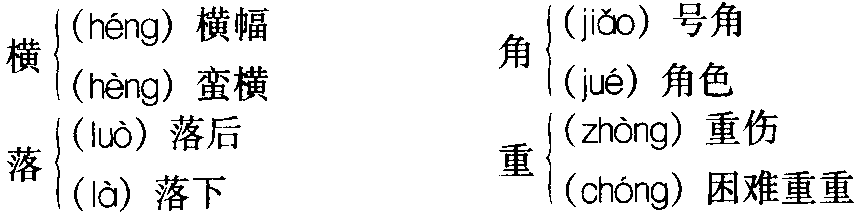 横 (héng) 横幅
(hèng) 蛮横
角 (jiǎo) 号角
(jué) 角色
落 (luò) 落后
(là) 落下
重 (zhòng) 重伤
(chóng) 困难重重